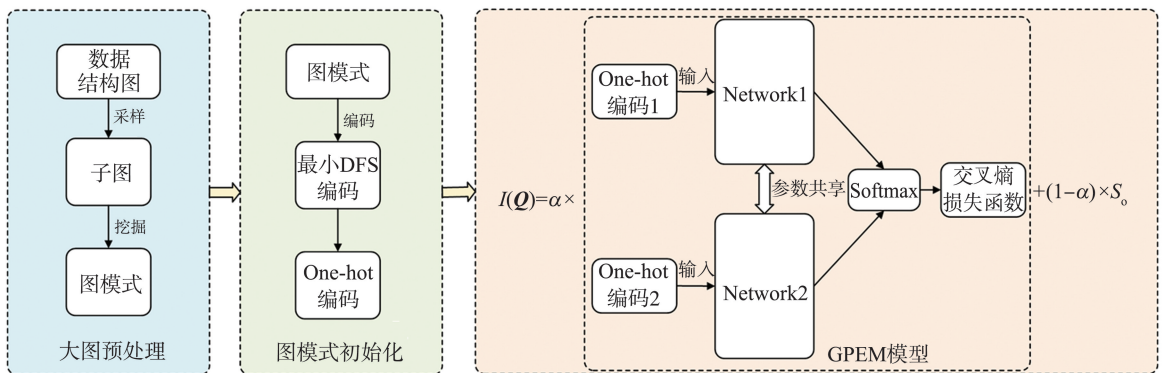 数据
结构图
采样
子图
挖掘
图模式
大图预处理
图模式
编码
最小DFS
编码
One-hot
编码
图模式初始化
I(Q)=α×
One-hot
编码1
输入
Network1
参数共享
One-hot
编码2
输入
Network2
Softmax
交叉熵
损失函数
+(1-α)×Sₒ
GPEM模型